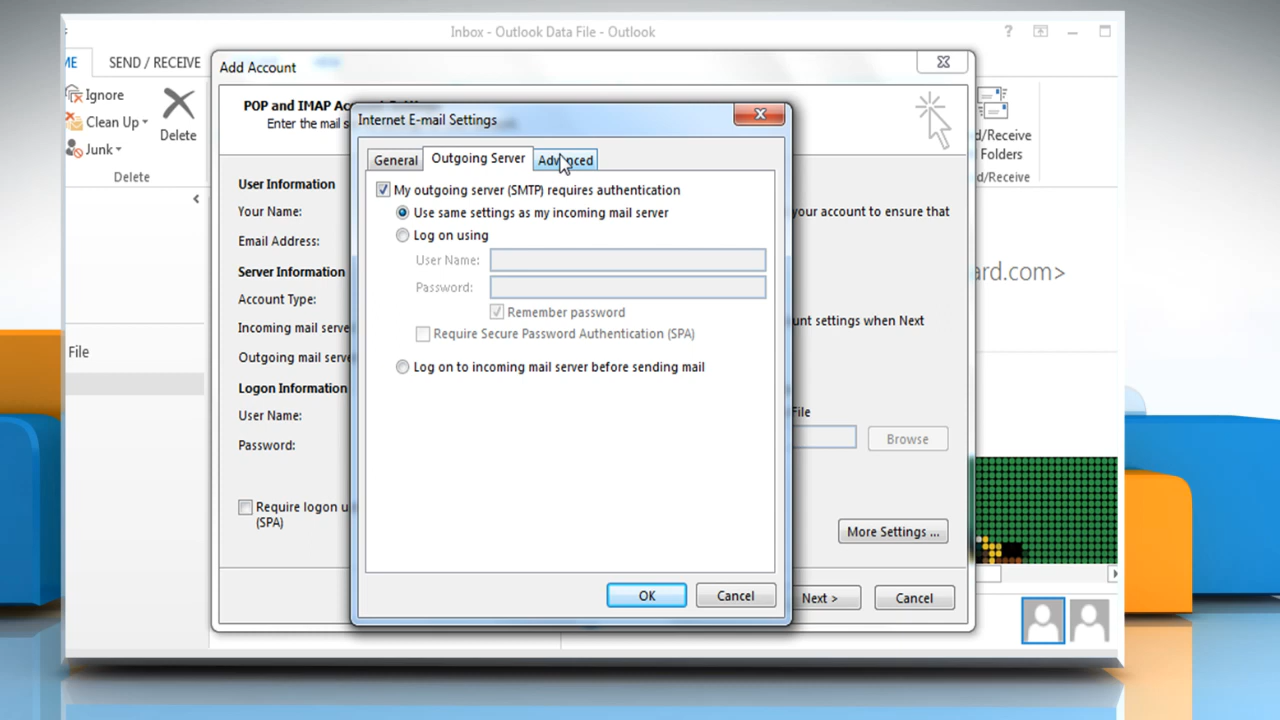 Inbox - Outlook Data File - Outlook
ME SEND / RECEIVE
Ignore
Clean Up
Junk
Delete
Delete
File
Add Account
POP and IMAP
Enter the mail
User Information
Your Name:
Email Address:
Server Information
Account Type:
Incoming mail
Outgoing mail
Logon Information
User Name:
Password:
Require logon
(SPA)
your account to ensure that
settings when Next
File
Browse
More Settings ...
Next >
Cancel
Internet E-mail Settings
General
Outgoing Server
Advanced
My outgoing server (SMTP) requires authentication
Use same settings as my incoming mail server
Log on using
User Name:
Password:
Remember password
Require Secure Password Authentication (SPA)
Log on to incoming mail server before sending mail
OK
Cancel
d/Receive
Folders
d/Receive
ard.com>